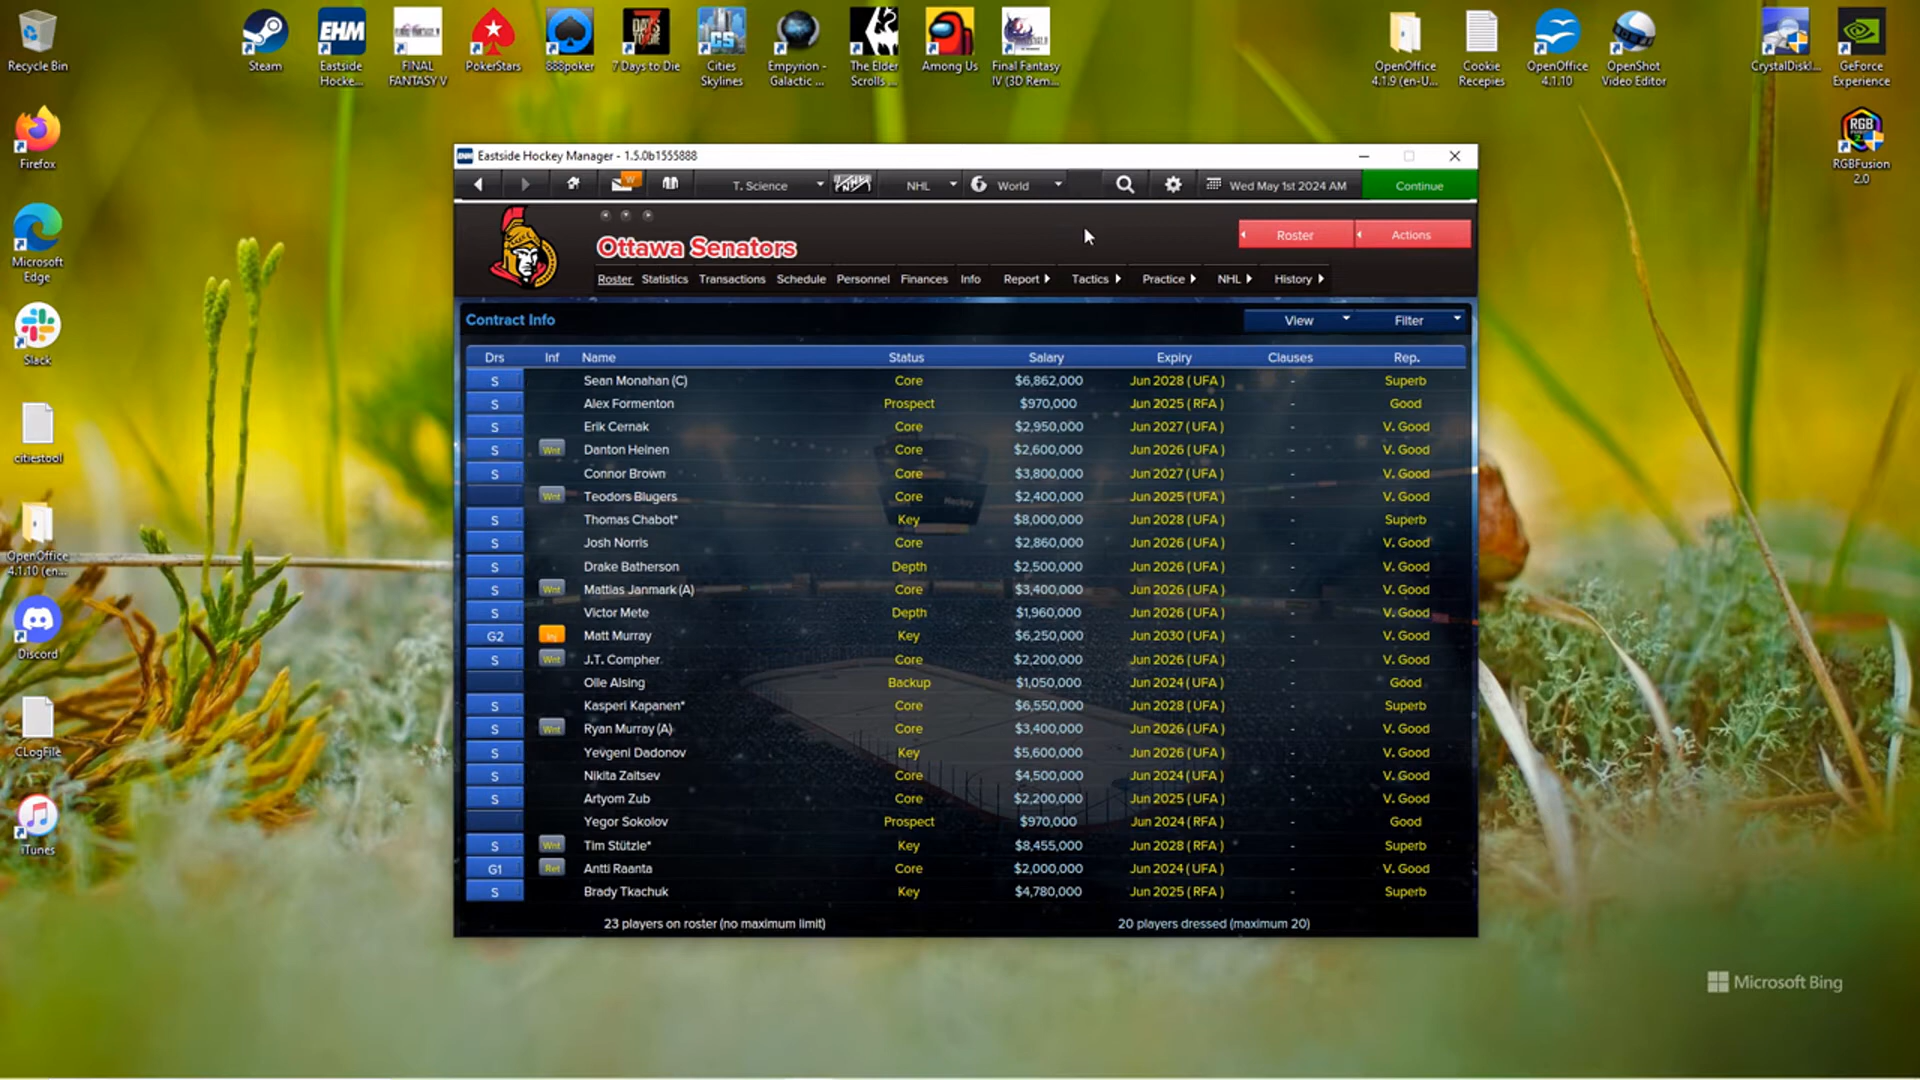 Recycle Bin
Steam
EHM
Eastside Hocke...
FINAL FANTASY V
PokerStars
888poker
7 Days to Die
Cities Skylines
Empyrion - Galactic ...
The Elder Scrolls ...
Among Us
Final Fantasy IV (3D Rem...
OpenOffice 4.1.9 (en-U...
Cookie Recepies
OpenOffice 4.1.10
OpenShot Video Editor
CrystalDiskI...
GeForce Experience
Firefox
RGBFusion 2.0
Microsoft Edge
Slack
citiestool!
OpenOffice 4.1.10 (en...
Discord
CLogFile
iTunes
EHM Eastside Hockey Manager - 1.5.0b1555888
T. Science NHL World Wed May 1st 2024 AM Continue
Ottawa Senators
Roster Actions
Roster Statistics Transactions Schedule Personnel Finances Info Report Tactics Practice NHL History
Contract Info View Filter
Drs Inf Name Status Salary Expiry Clauses Rep.
S Sean Monahan (C) Core $6,862,000 Jun 2028 ( UFA ) - Superb
S Alex Formenton Prospect $970,000 Jun 2025 ( RFA ) - Good
S Erik Cernak Core $2,950,000 Jun 2027 ( UFA ) - V. Good
S Wnt Danton Heinen Core $2,600,000 Jun 2026 ( UFA ) - V. Good
S Connor Brown Core $3,800,000 Jun 2027 ( UFA ) - V. Good
Wnt Teodors Blugers Core $2,400,000 Jun 2025 ( UFA ) - V. Good
S Thomas Chabot* Key $8,000,000 Jun 2028 ( UFA ) - Superb
S Josh Norris Core $2,860,000 Jun 2026 ( UFA ) - V. Good
S Drake Batherson Depth $2,500,000 Jun 2026 ( UFA ) - V. Good
S Wnt Mattias Janmark (A) Core $3,400,000 Jun 2026 ( UFA ) - V. Good
S Victor Mete Depth $1,960,000 Jun 2026 ( UFA ) - V. Good
G2 Inj Matt Murray Key $6,250,000 Jun 2030 ( UFA ) - V. Good
S Wnt J.T. Compher Core $2,200,000 Jun 2026 ( UFA ) - V. Good
Olle Alsing Backup $1,050,000 Jun 2024 ( UFA ) - Good
S Kasperi Kapanen* Core $6,550,000 Jun 2028 ( UFA ) - Superb
S Wnt Ryan Murray (A) Core $3,400,000 Jun 2026 ( UFA ) - V. Good
S Yevgeni Dadonov Key $5,600,000 Jun 2026 ( UFA ) - V. Good
S Nikita Zaitsev Core $4,500,000 Jun 2024 ( UFA ) - V. Good
S Artyom Zub Core $2,200,000 Jun 2025 ( UFA ) - V. Good
Yegor Sokolov Prospect $970,000 Jun 2024 ( RFA ) - Good
S Wnt Tim Stützle* Key $8,455,000 Jun 2028 ( RFA ) - Superb
G1 Ret Antti Raanta Core $2,000,000 Jun 2024 ( UFA ) - V. Good
S Brady Tkachuk Key $4,780,000 Jun 2025 ( RFA ) - Superb
23 players on roster (no maximum limit) 20 players dressed (maximum 20)
Microsoft Bing